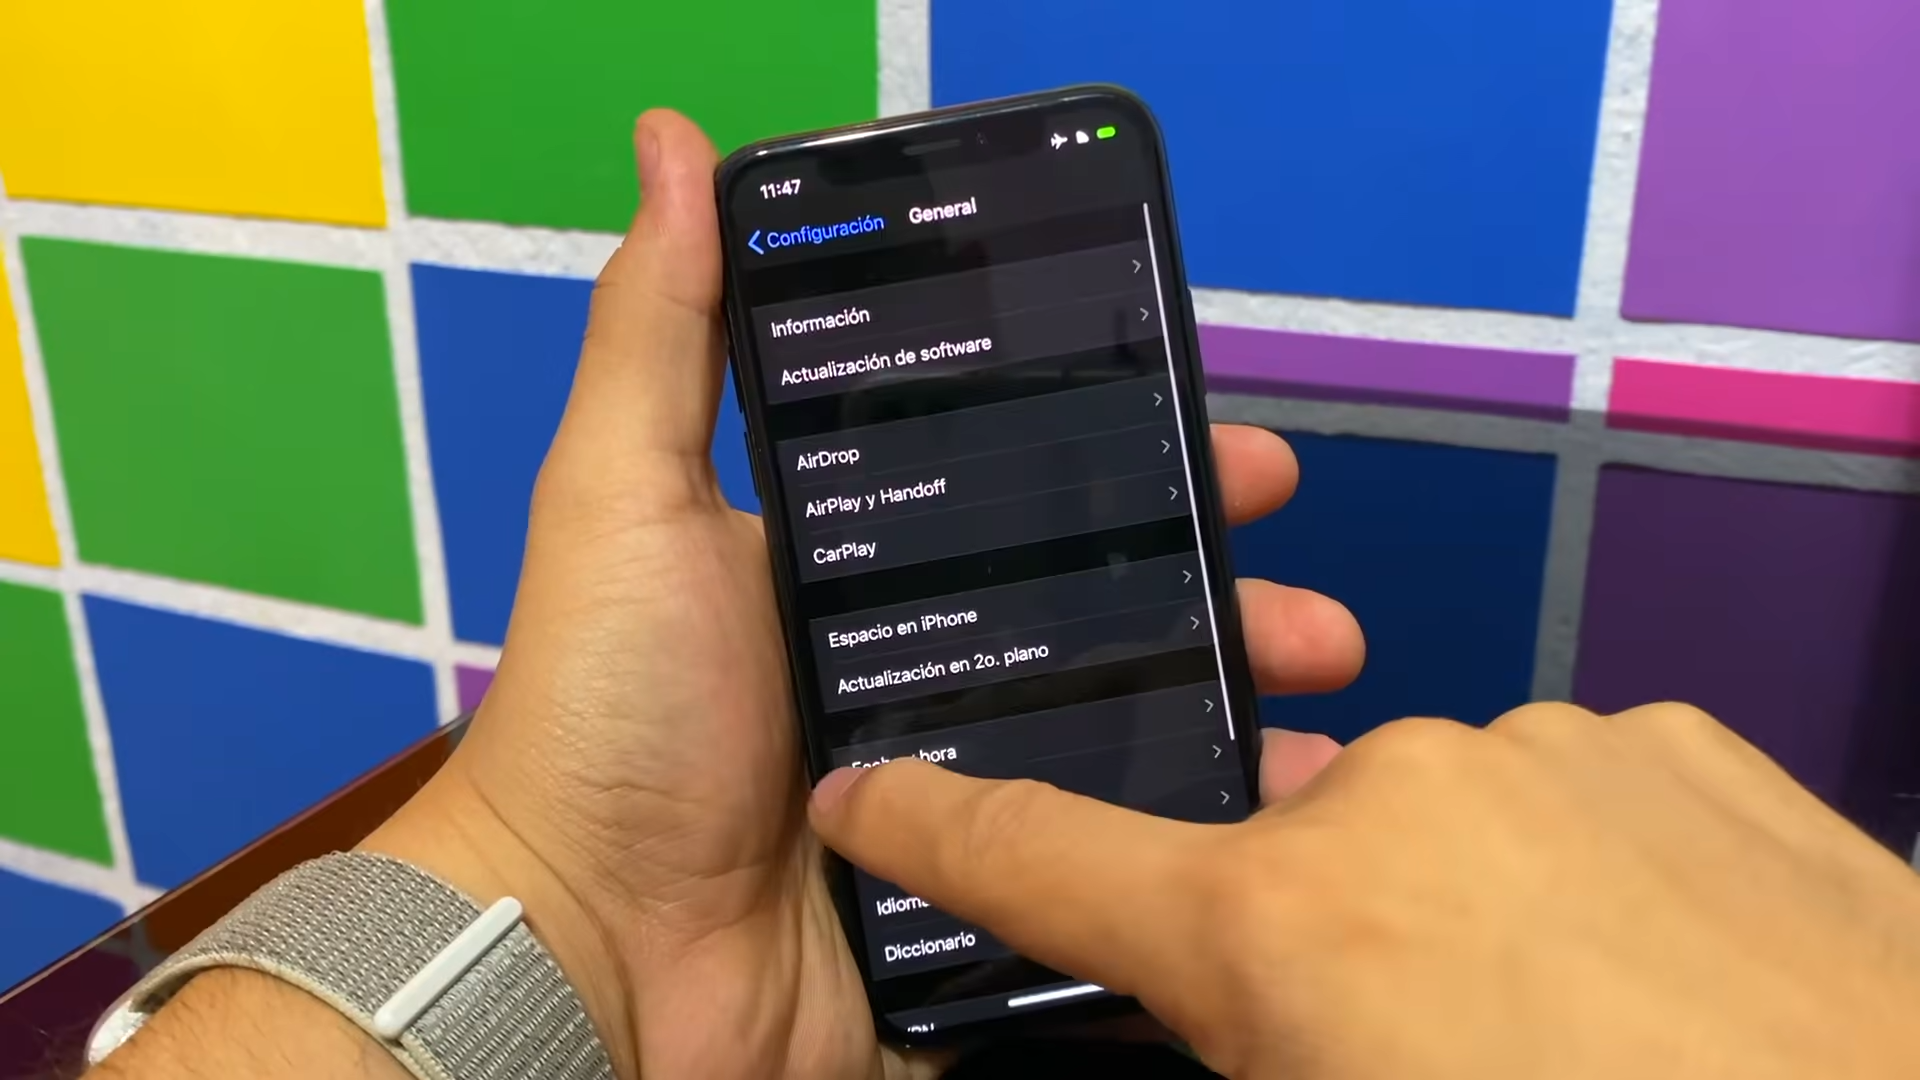 11:47
Configuración
General
Información
Actualización de software
AirDrop
AirPlay y Handoff
CarPlay
Espacio en iPhone
Actualización en 2o. plano
hora
Diccionario